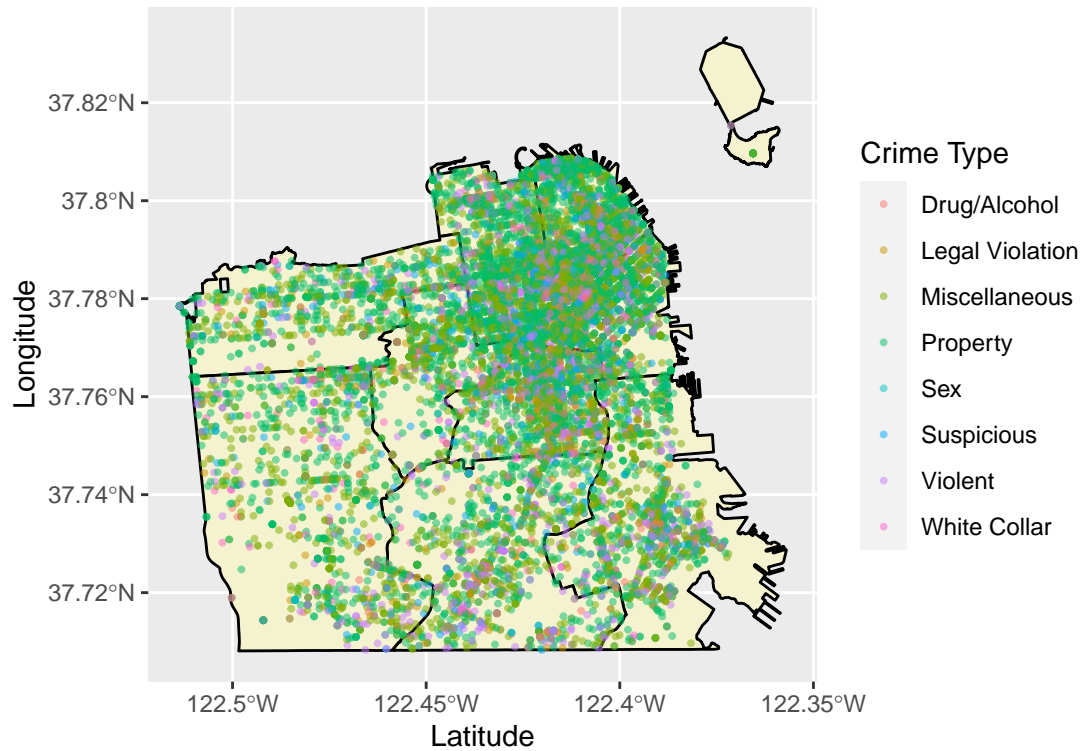 37.82°N
37.8°N
37.78°N
37.76°N
37.74°N
37.72°N
Longitude
122.5°W
122.45°W
122.4°W
122.35°W
Latitude
Crime Type
Drug/Alcohol
Legal Violation
Miscellaneous
Property
Sex
Suspicious
Violent
White Collar